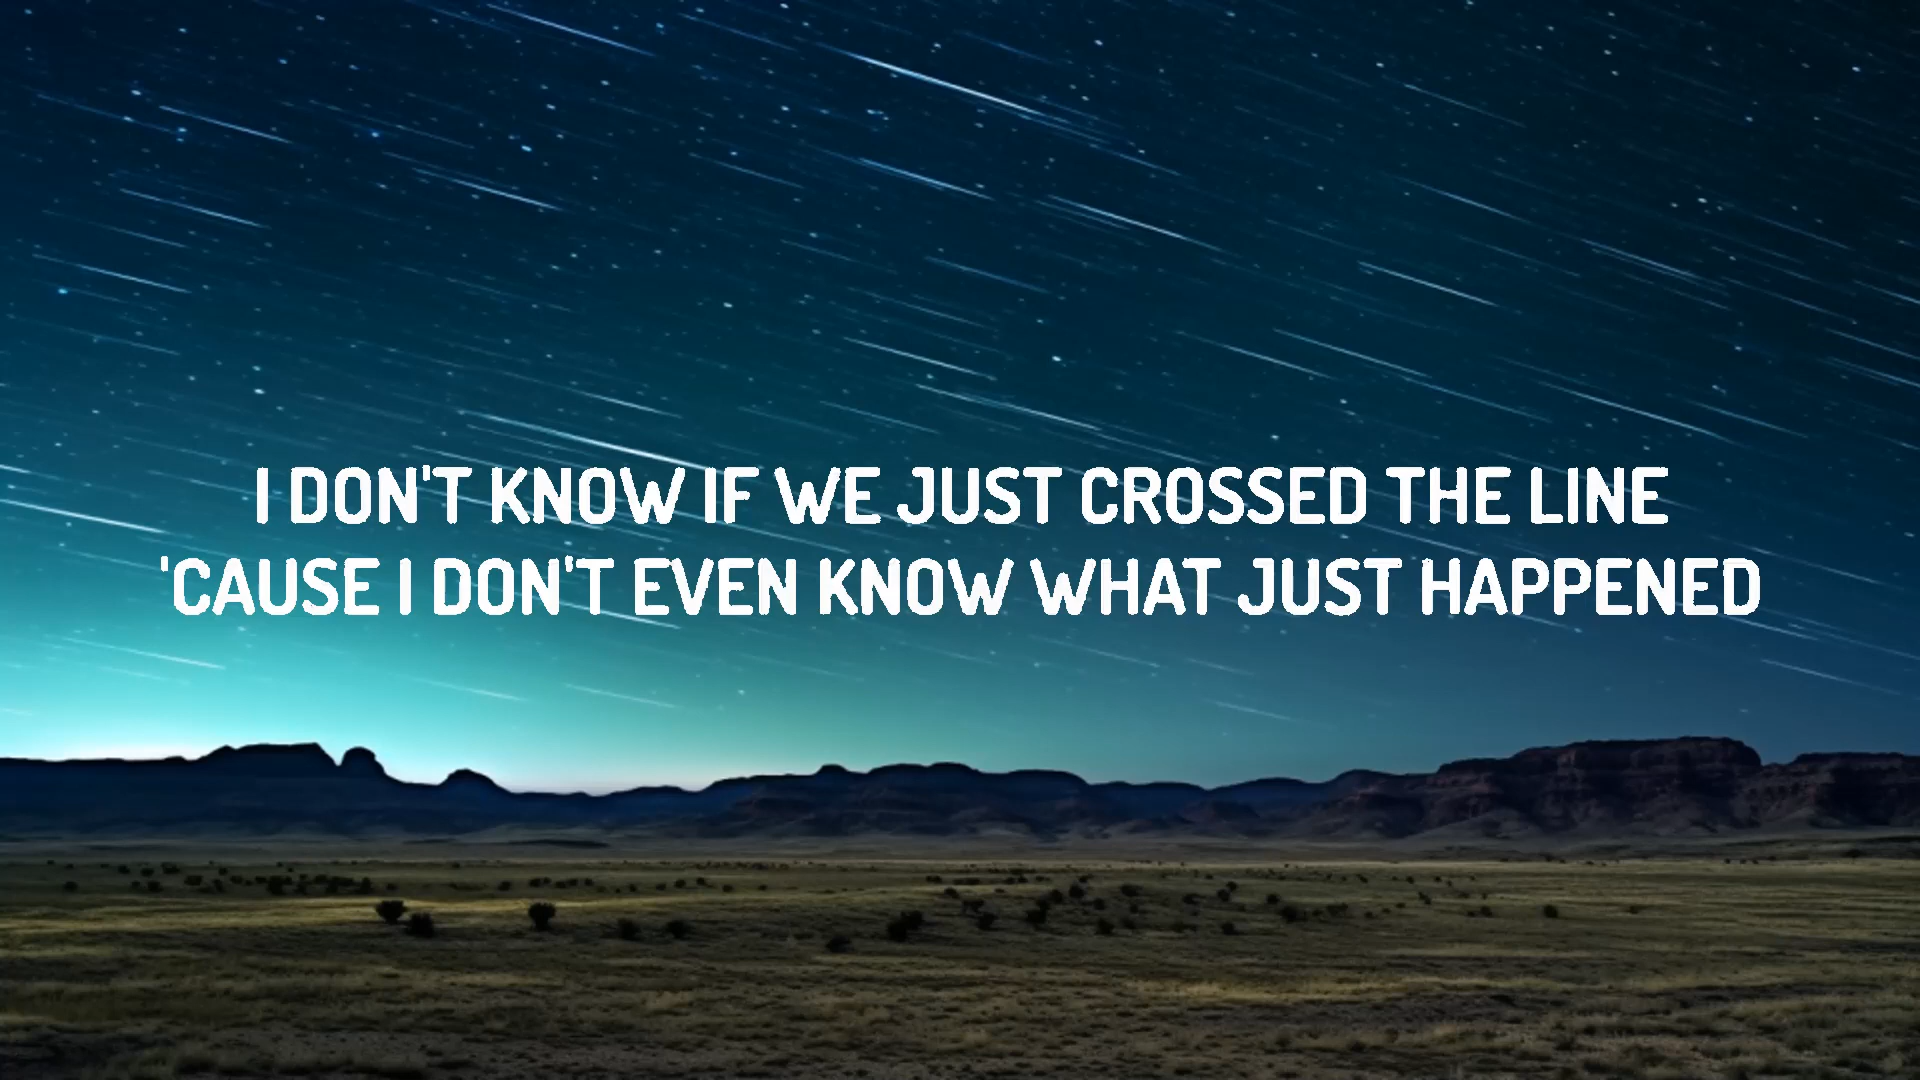 I DON'T KNOW IF WE JUST CROSSED THE LINE
'CAUSE I DON'T EVEN KNOW WHAT JUST HAPPENED